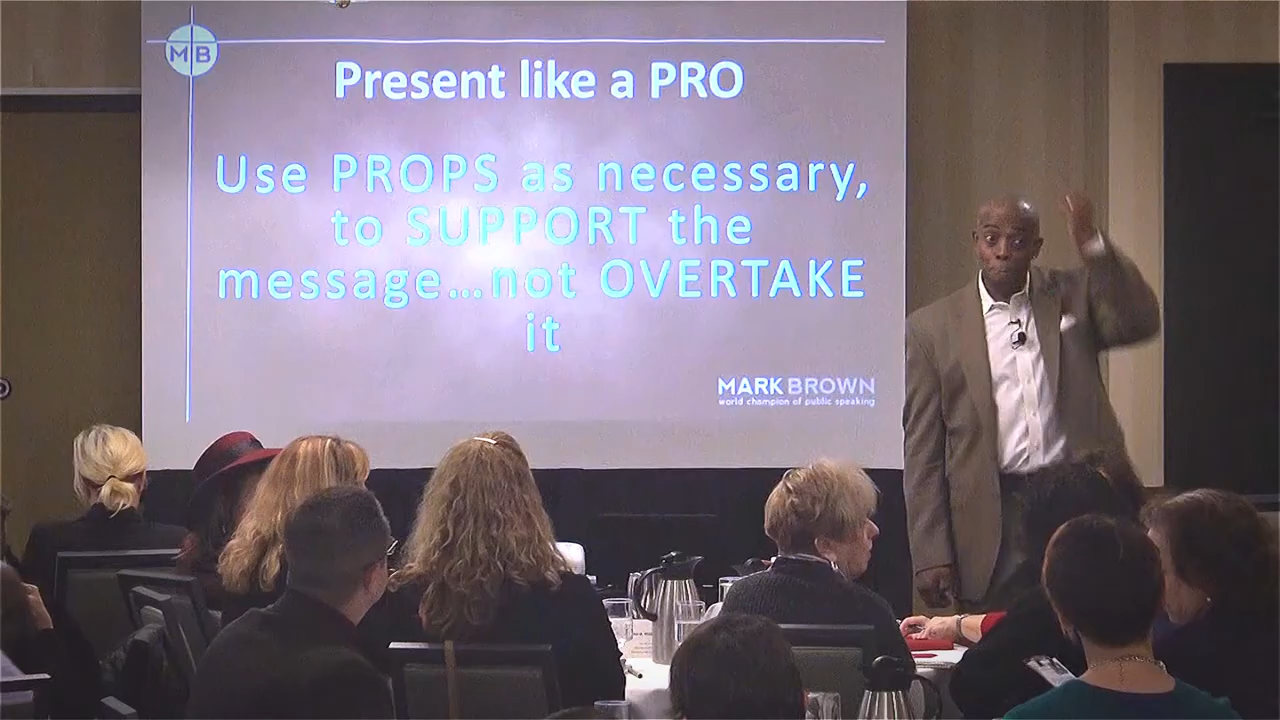 M B
Present like a PRO
Use PROPS as necessary,
to SUPPORT the
message...not OVERTAKE
it
MARK BROWN
world champion of public speaking